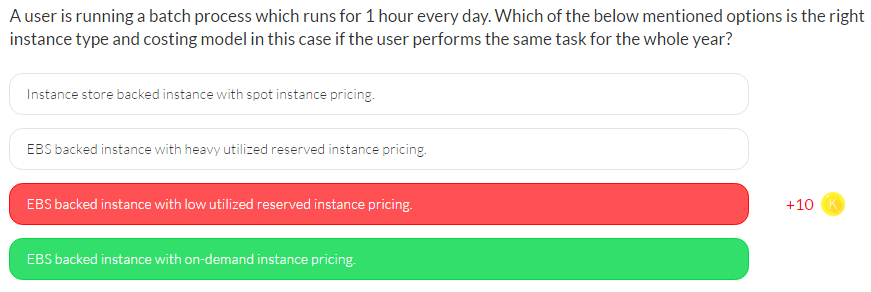 A user is running a batch process which runs for 1 hour every day. Which of the below mentioned options is the right
instance type and costing model in this case if the user performs the same task for the whole year?
Instance store backed instance with spot instance pricing.
EBS backed instance with heavy utilized reserved instance pricing.
EBS backed instance with low utilized reserved instance pricing.
+10 K
EBS backed instance with on-demand instance pricing.